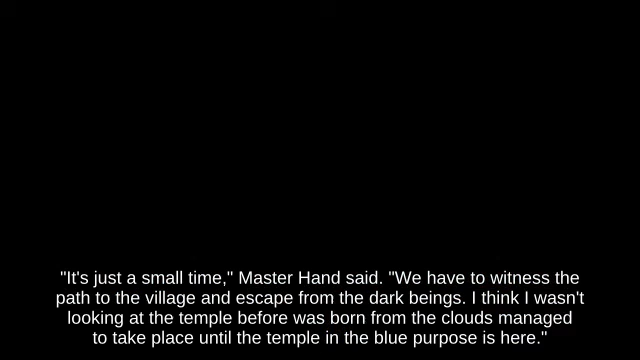 "It's just a small time," Master Hand said. "We have to witness the
path to the village and escape from the dark beings. I think I wasn't
looking at the temple before was born from the clouds managed
to take place until the temple in the blue purpose is here."